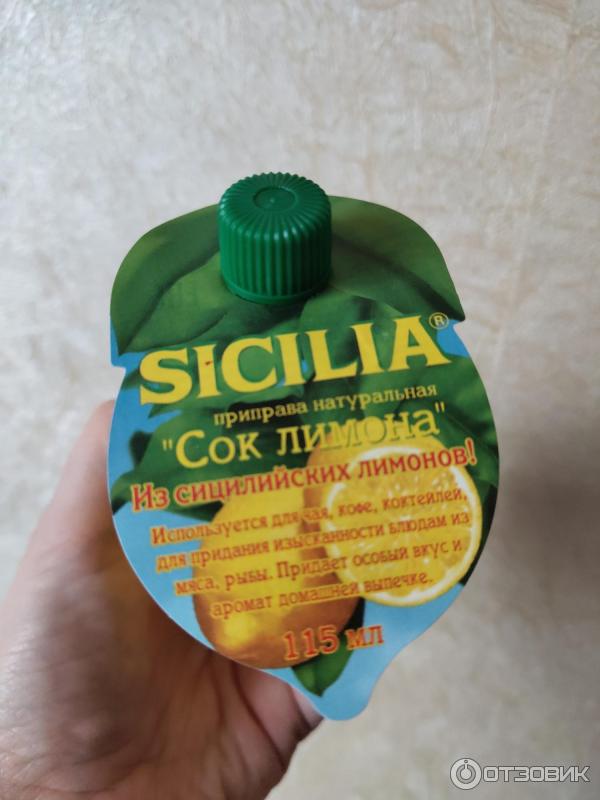 SICILIA®
приправа натуральная
"Сок лимона"
Из сицилийских лимонов!
Используется для чая, кофе, коктейлей,
для придания изысканности блюдам из
мяса, рыбы. Придает особый вкус и
аромат домашней выпечке.
115 мл
ОТЗОВИК